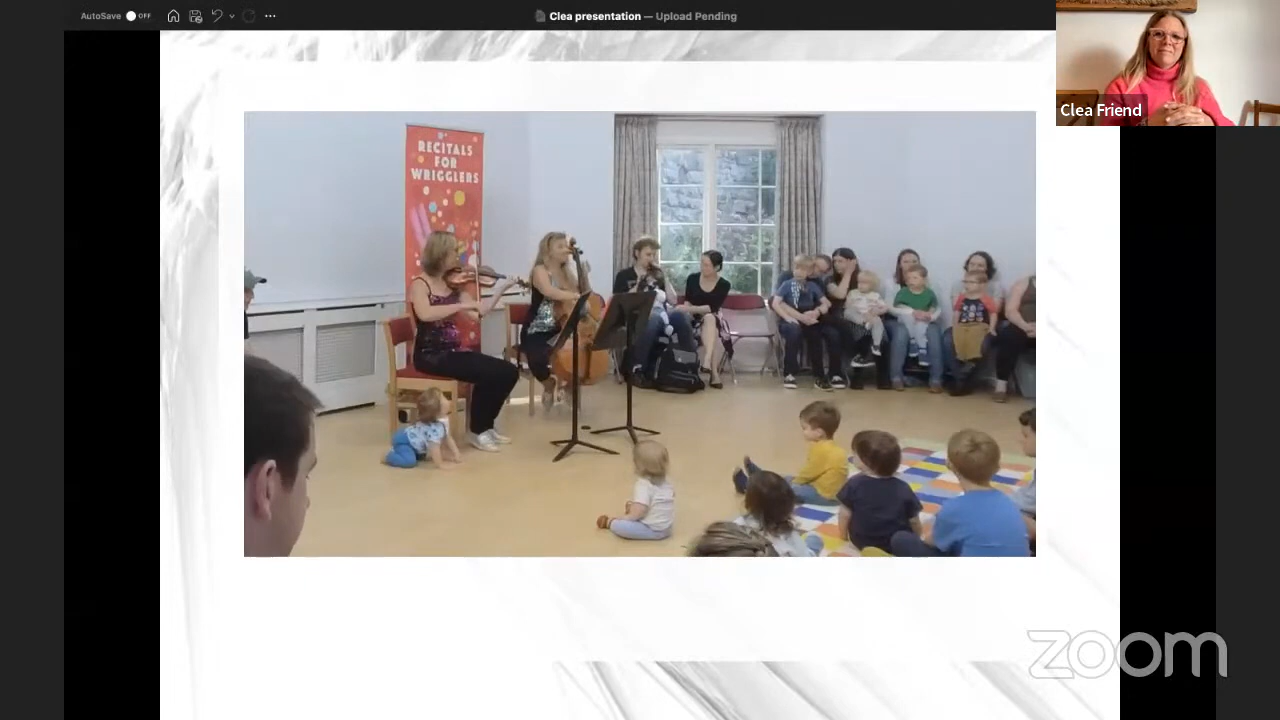 AutoSave OFF
Clea presentation — Upload Pending
Clea Friend
RECITALS
FOR
WRIGGLERS
zoom